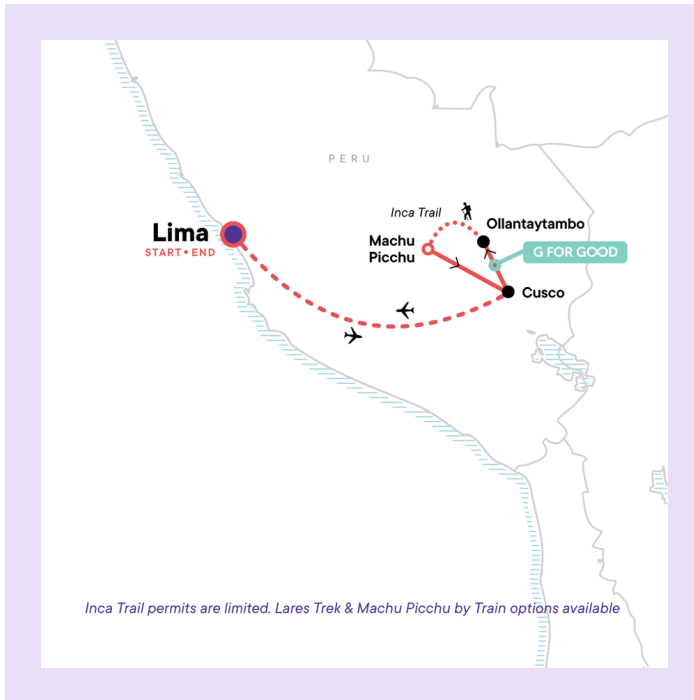 PERU
Inca Trail
Ollantaytambo
Lima
START • END
Machu
Picchu
G FOR GOOD
Cusco
Inca Trail permits are limited. Lares Trek & Machu Picchu by Train options available